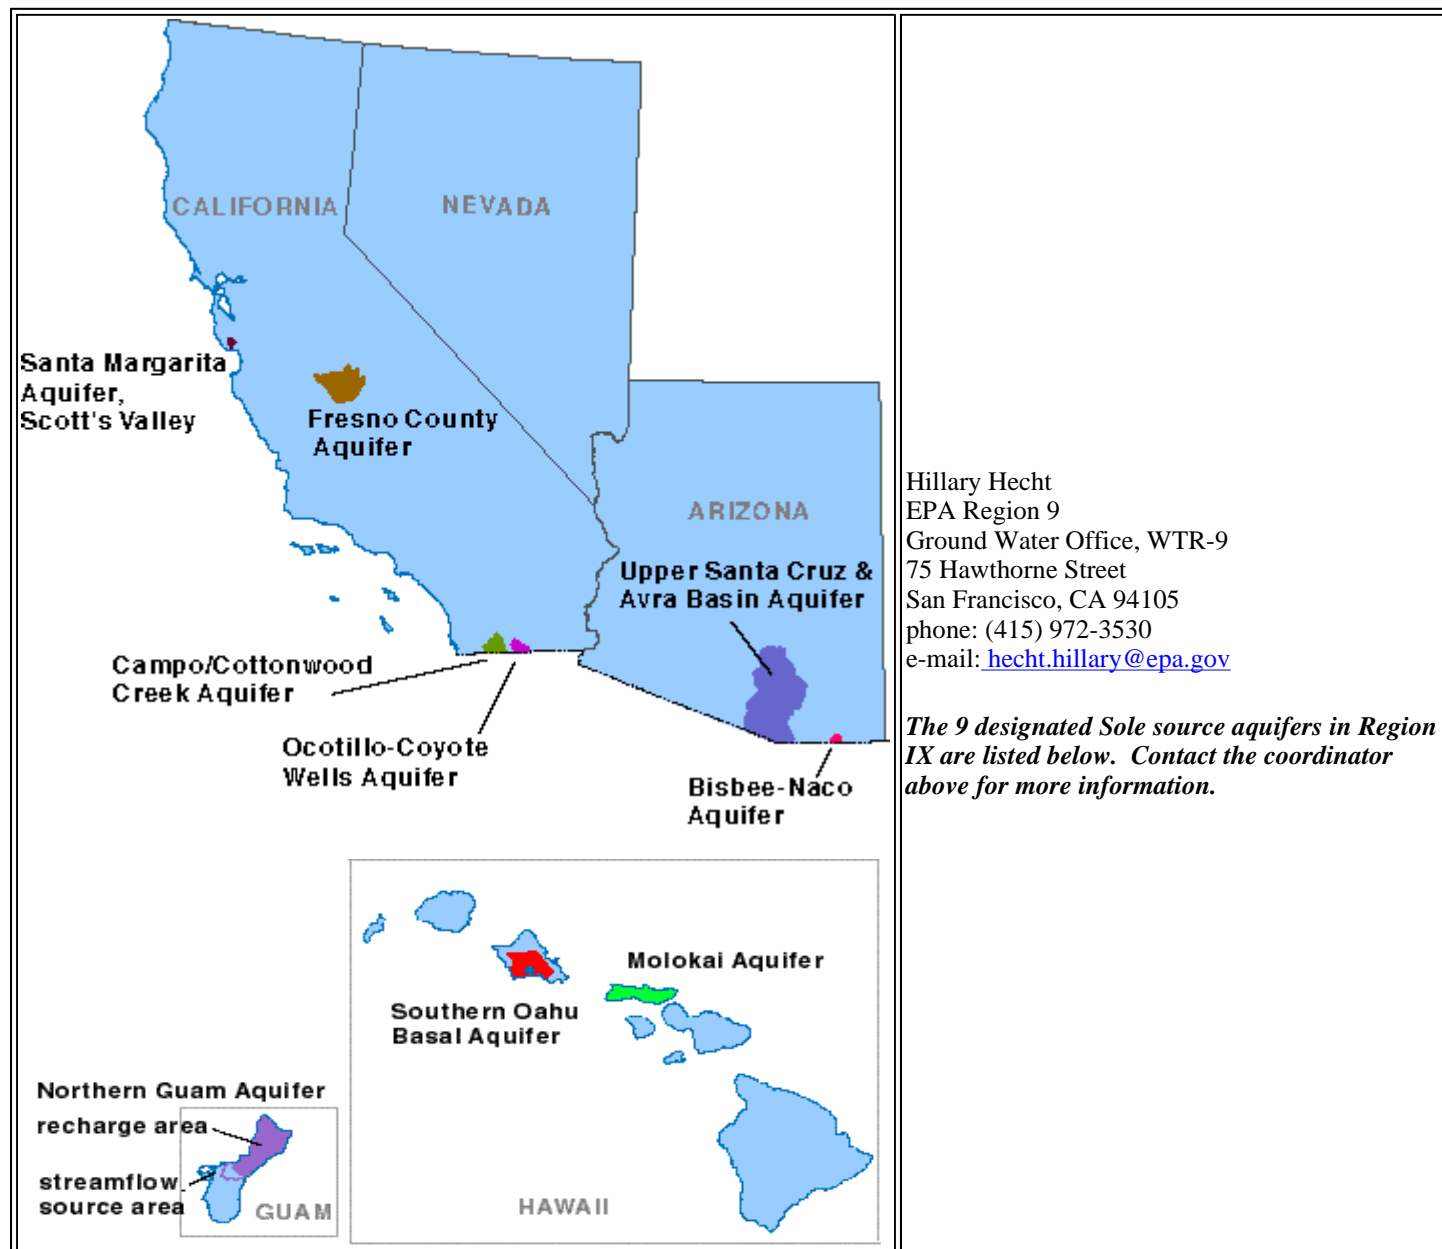 CALIFORNIA
NEVADA
Santa Margarita
Aquifer,
Scott's Valley
Fresno County
Aquifer
ARIZONA
Upper Santa Cruz &
Avra Basin Aquifer
Campo/Cottonwood
Creek Aquifer
Ocotillo-Coyote
Wells Aquifer
Bisbee-Naco
Aquifer
Molokai Aquifer
Southern Oahu
Basal Aquifer
HAWAII
Northern Guam Aquifer
recharge area
streamflow
source area
GUAM
Hillary Hecht
EPA Region 9
Ground Water Office, WTR-9
75 Hawthorne Street
San Francisco, CA 94105
phone: (415) 972-3530
e-mail: hecht.hillary@epa.gov
The 9 designated Sole source aquifers in Region
IX are listed below.  Contact the coordinator
above for more information.